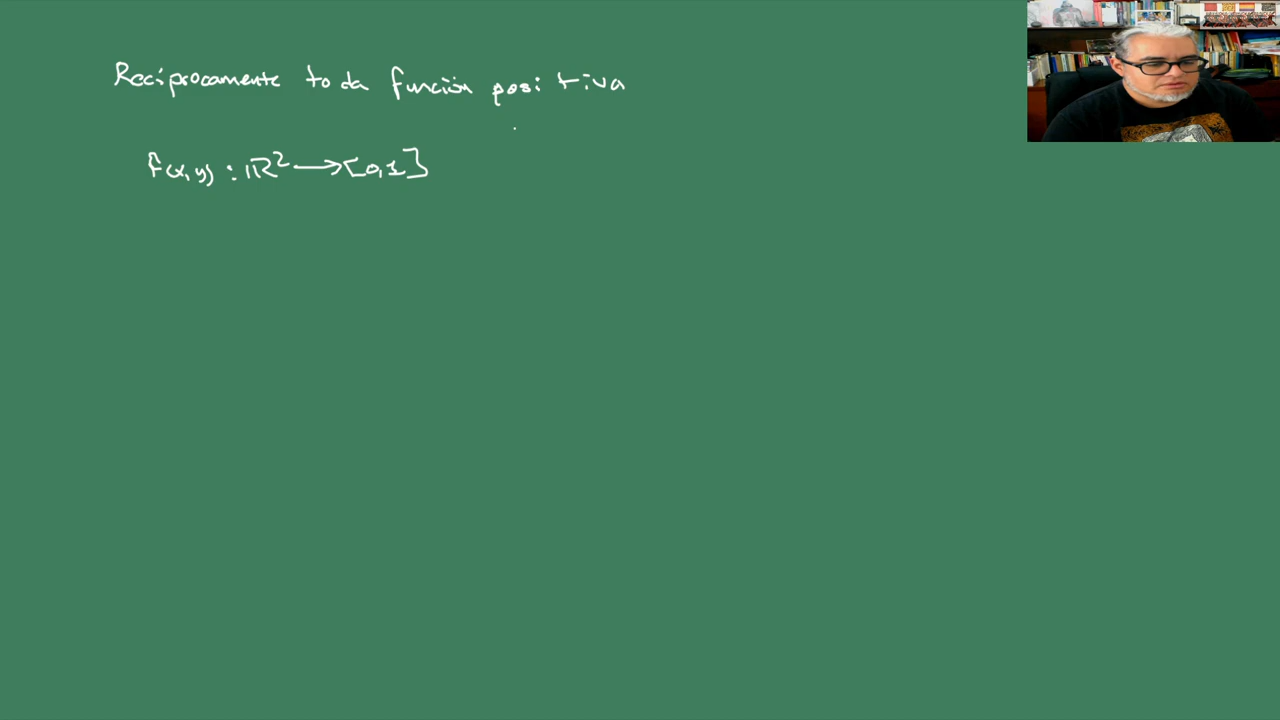 Recíprocamente toda función positiva
f(x,y) : ℝ² → [0,1]